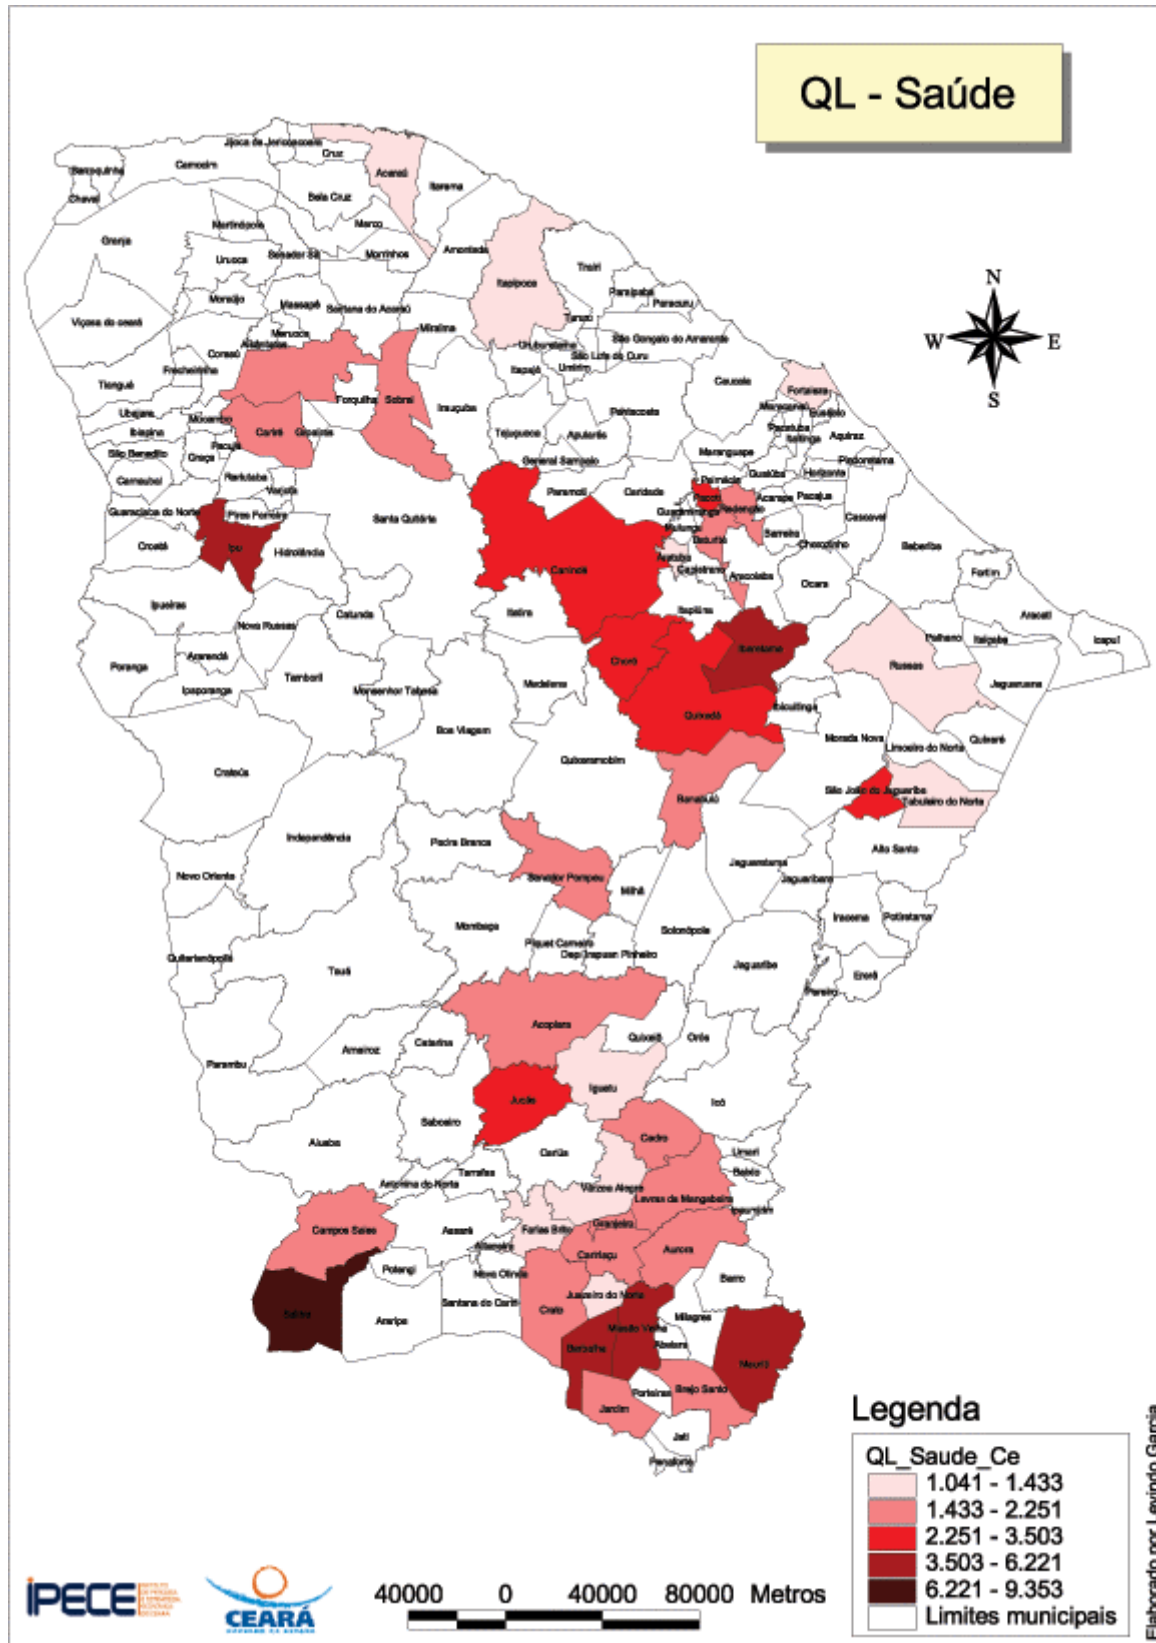 QL - Saúde
Jijoca de Jericoacoara
Cruz
Barroquinha
Camocim
Acaraú
Chaval
Bela Cruz
Itarema
Granja
Martinópole
Marco
Uruoca
Senador Sá
Morrinhos
Amontada
Itapipoca
Trairi
Moraújo
Massapê
Santana do Acaraú
Paraipaba
Paracuru
Viçosa do ceará
Meruoca
Miraíma
Tururu
Uruburetama
São Gonçalo do Amarante
Coreaú
Alcântaras
São Luis do Curu
Frecheirinha
Itapajé
Umirim
Caucaia
Fortaleza
Tianguá
Forquilha
Sobral
Irauçuba
Maracanaú
Eusébio
Ubajara
Mucambo
Pentecoste
Pacatuba
Itaitinga
Aquiraz
Ibiapina
Cariré
Groaíras
Tejuçuoca
Apuiarés
São Benedito
Graça
Pacujá
General Sampaio
Maranguape
Guaiúba
Horizonte
Pindoretama
Carnaubal
Reriutaba
Varjota
Paramoti
Caridade
Palmácia
Pacoti
Redenção
Acarape
Pacajus
Guaraciaba do Norte
Pires Ferreira
Santa Quitéria
Guaramiranga
Mulungu
Baturité
Barreira
Cascavel
Croatá
Ipu
Hidrolândia
Canindé
Aratuba
Capistrano
Aracoiaba
Chorozinho
Ocara
Beberibe
Fortim
Ipueiras
Nova Russas
Catunda
Itatira
Itapiúna
Aracati
Icapuí
Poranga
Ararendá
Tamboril
Monsenhor Tabosa
Madalena
Choró
Ibaretama
Palhano
Itaiçaba
Ipaporanga
Quixadá
Ibicuitinga
Russas
Jaguaruana
Boa Viagem
Quixeramobim
Morada Nova
Limoeiro do Norte
Quixeré
Crateús
Banabuiú
São João do Jaguaribe
Tabuleiro do Norte
Independência
Pedra Branca
Alto Santo
Novo Oriente
Senador Pompeu
Milhã
Jaguaretama
Jaguaribara
Mombaça
Solonópole
Iracema
Potiretama
Quiterianópolis
Tauá
Piquet Carneiro
Dep Irapuan Pinheiro
Jaguaribe
Pereiro
Ererê
Acopiara
Parambu
Arneiroz
Catarina
Quixelô
Orós
Jucás
Iguatu
Icó
Aiuaba
Saboeiro
Cariús
Cedro
Umari
Baixio
Antonina do Norte
Tarrafas
Várzea Alegre
Lavras da Mangabeira
Ipaumirim
Campos Sales
Assaré
Farias Brito
Granjeiro
Altaneira
Caririaçu
Aurora
Potengi
Nova Olinda
Barro
Salitre
Araripe
Santana do Cariri
Crato
Juazeiro do Norte
Missão Velha
Milagres
Barbalha
Abaiara
Mauriti
Jardim
Porteiras
Brejo Santo
Jati
Penaforte
N
W
E
S
Legenda
QL_Saude_Ce
1.041 - 1.433
1.433 - 2.251
2.251 - 3.503
3.503 - 6.221
6.221 - 9.353
Limites municipais
Elaborado por Levindo Garcia
40000 0 40000 80000 Metros
IPECE
CEARÁ